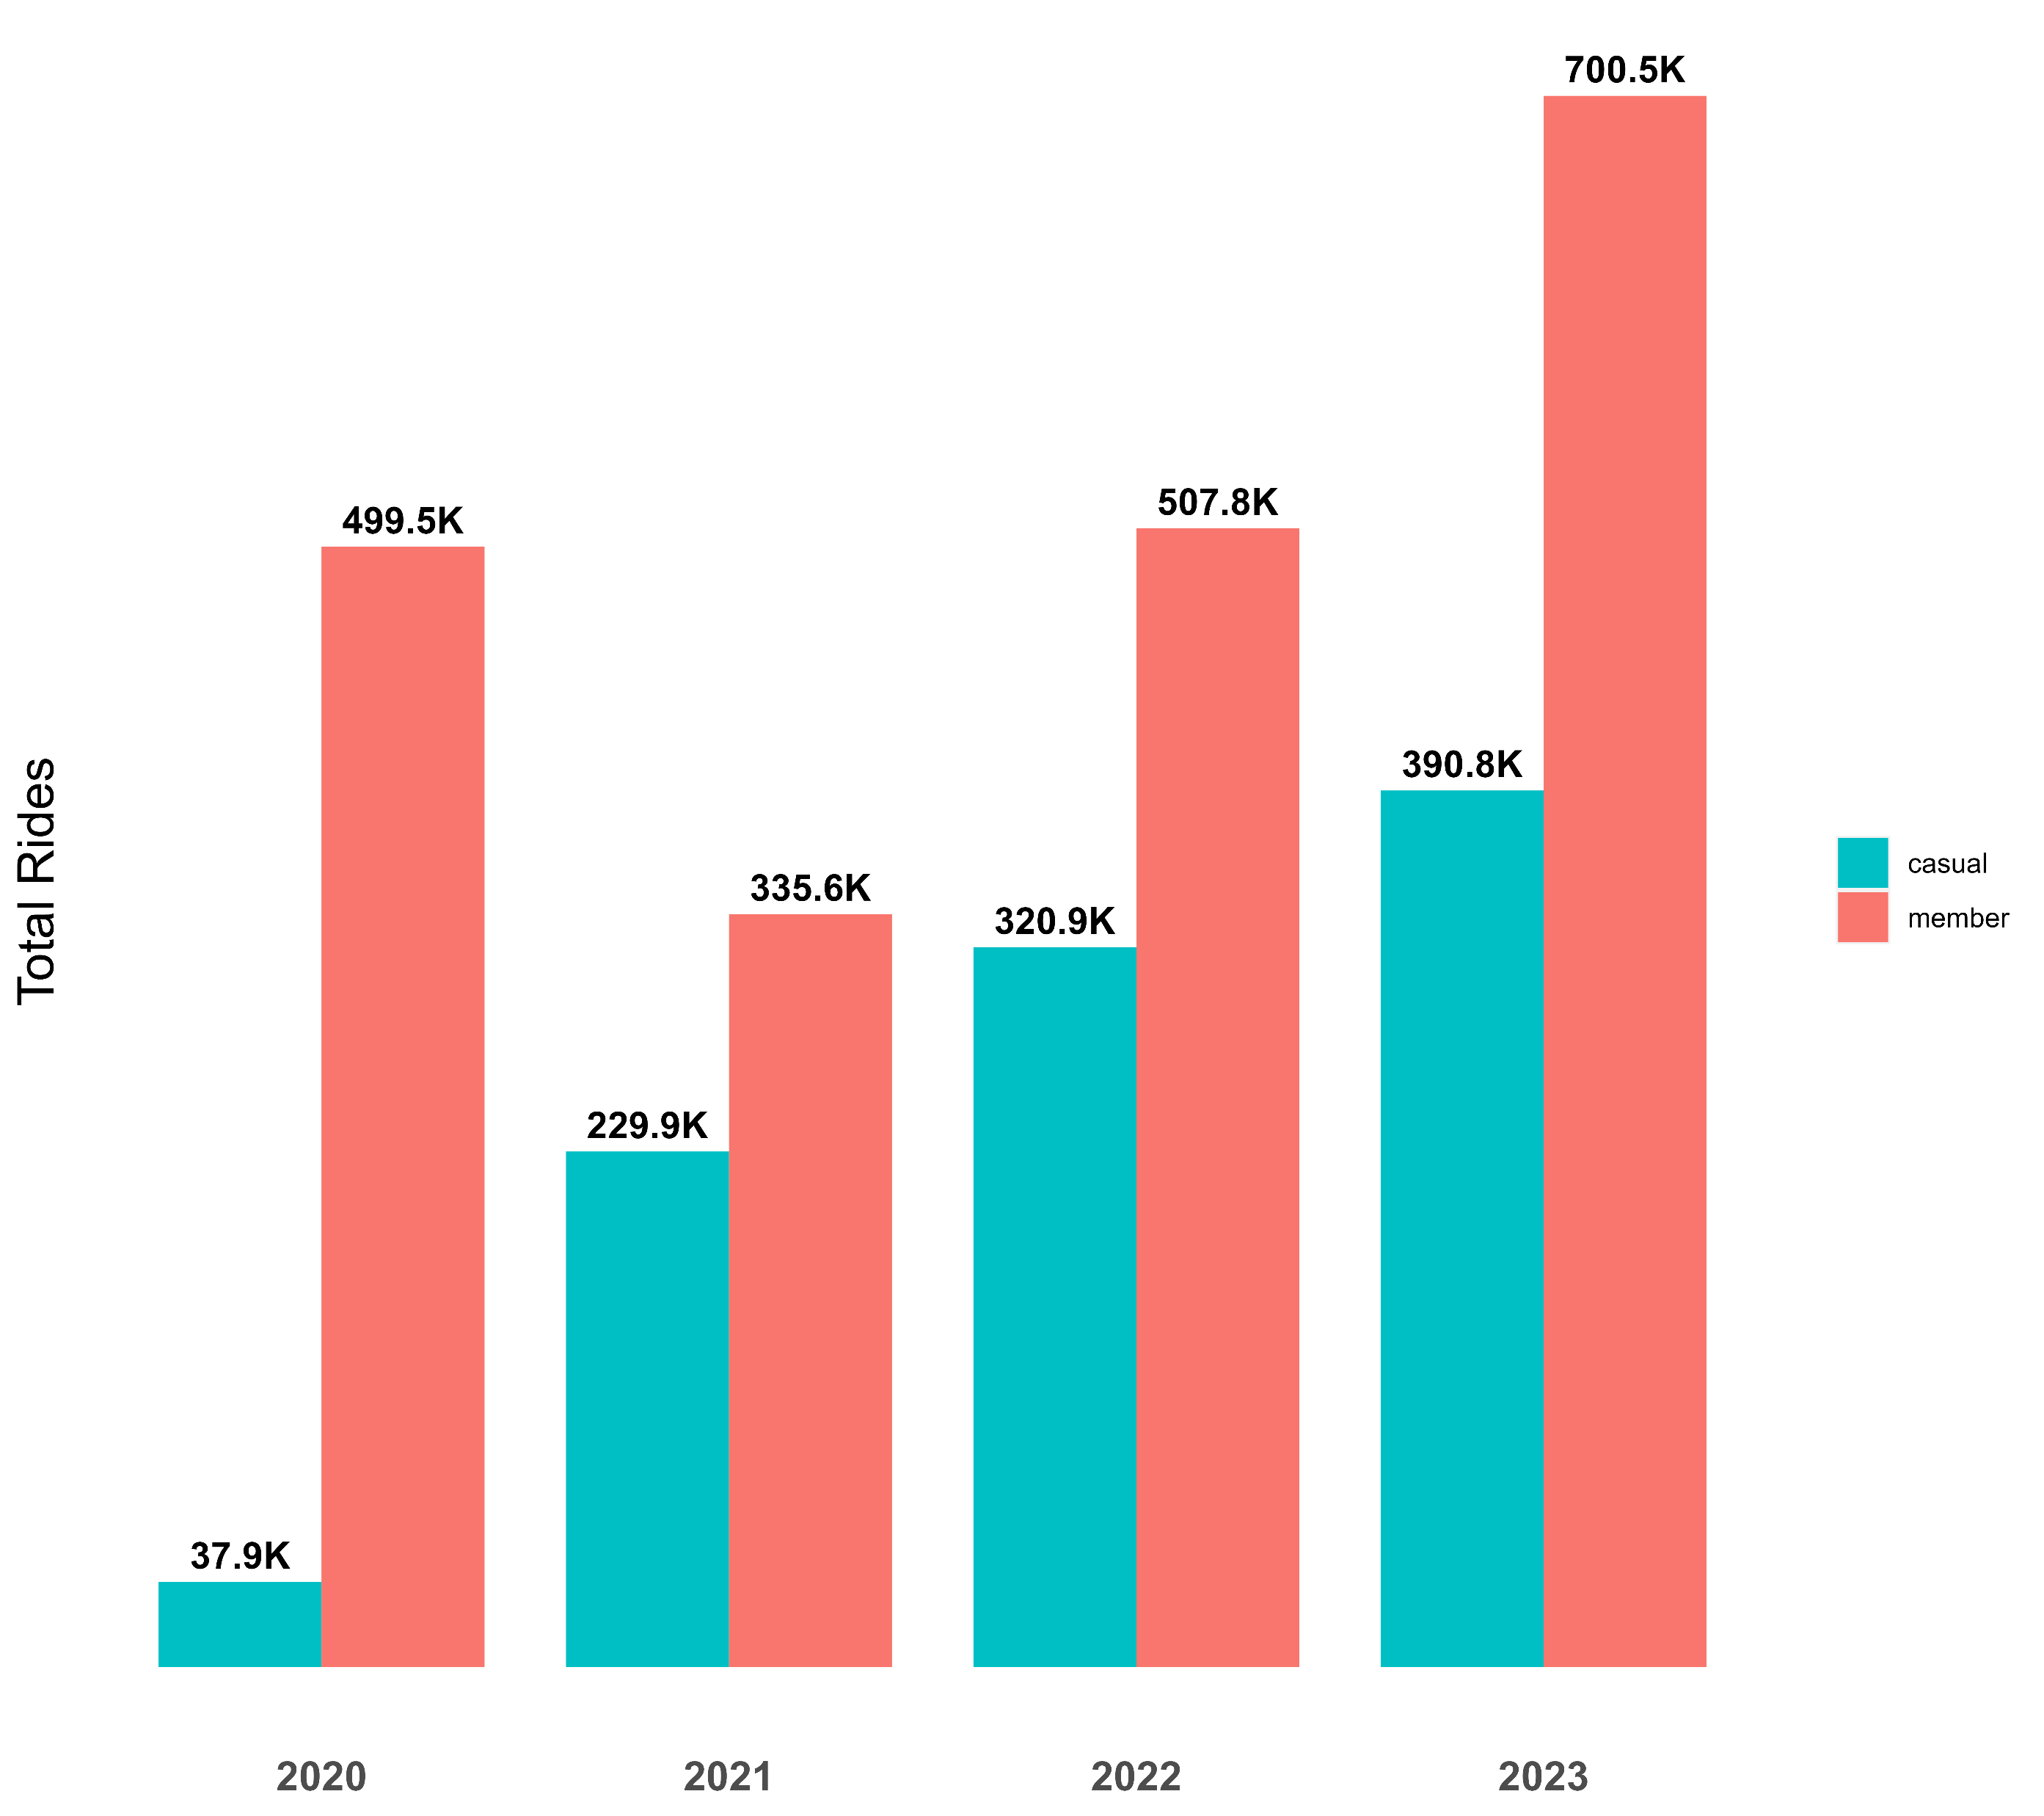 Total Rides
37.9K
499.5K
229.9K
335.6K
320.9K
507.8K
390.8K
700.5K
2020
2021
2022
2023
casual
member